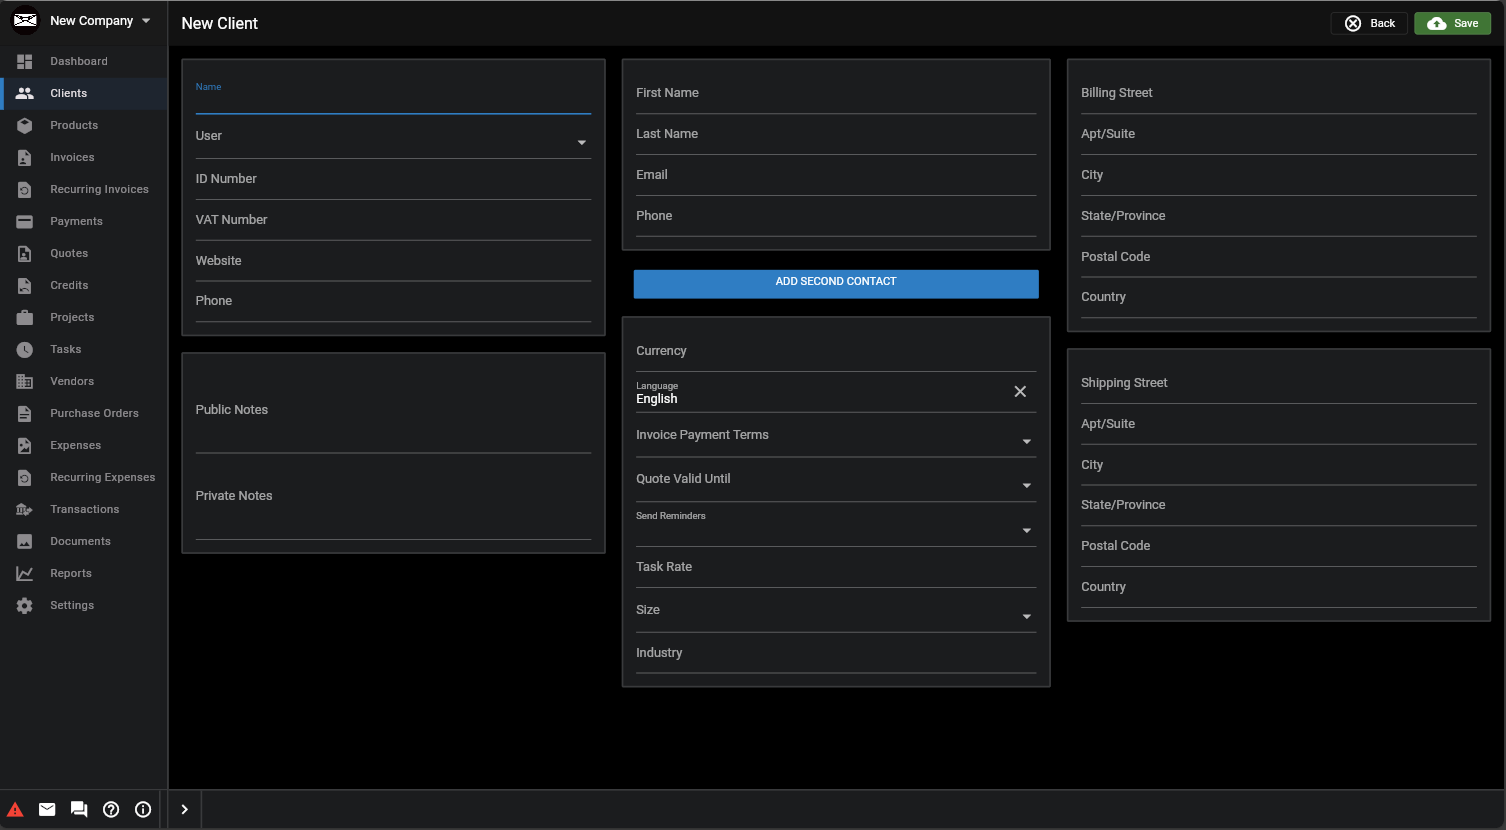 New Company
New Client
Back
Save
Dashboard
Clients
Products
Invoices
Recurring Invoices
Payments
Quotes
Credits
Projects
Tasks
Vendors
Purchase Orders
Expenses
Recurring Expenses
Transactions
Documents
Reports
Settings
Name
User
ID Number
VAT Number
Website
Phone
Public Notes
Private Notes
First Name
Last Name
Email
Phone
ADD SECOND CONTACT
Currency
Language
English
Invoice Payment Terms
Quote Valid Until
Send Reminders
Task Rate
Size
Industry
Billing Street
Apt/Suite
City
State/Province
Postal Code
Country
Shipping Street
Apt/Suite
City
State/Province
Postal Code
Country